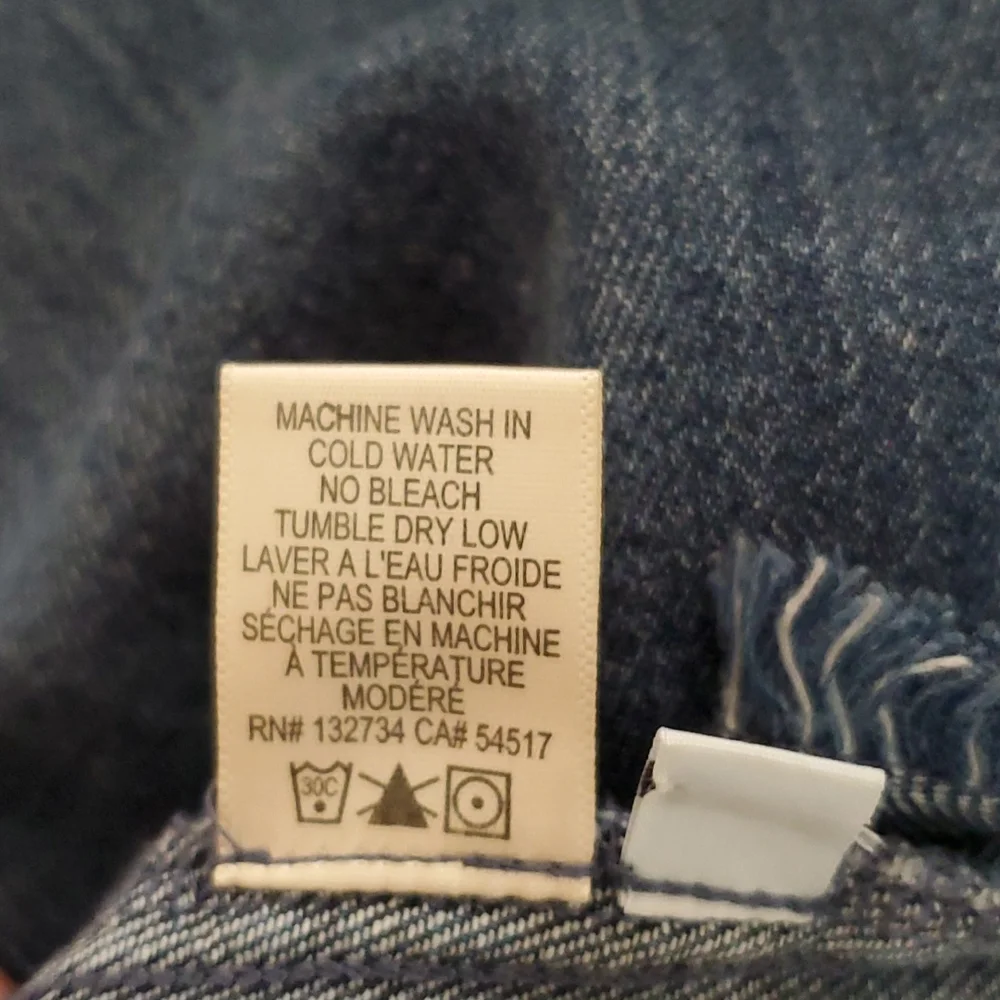 MACHINE WASH IN
COLD WATER
NO BLEACH
TUMBLE DRY LOW
LAVER A L'EAU FROIDE
NE PAS BLANCHIR
SÉCHAGE EN MACHINE
À TEMPÉRATURE
MODÉRÉ
RN# 132734 CA# 54517
30C